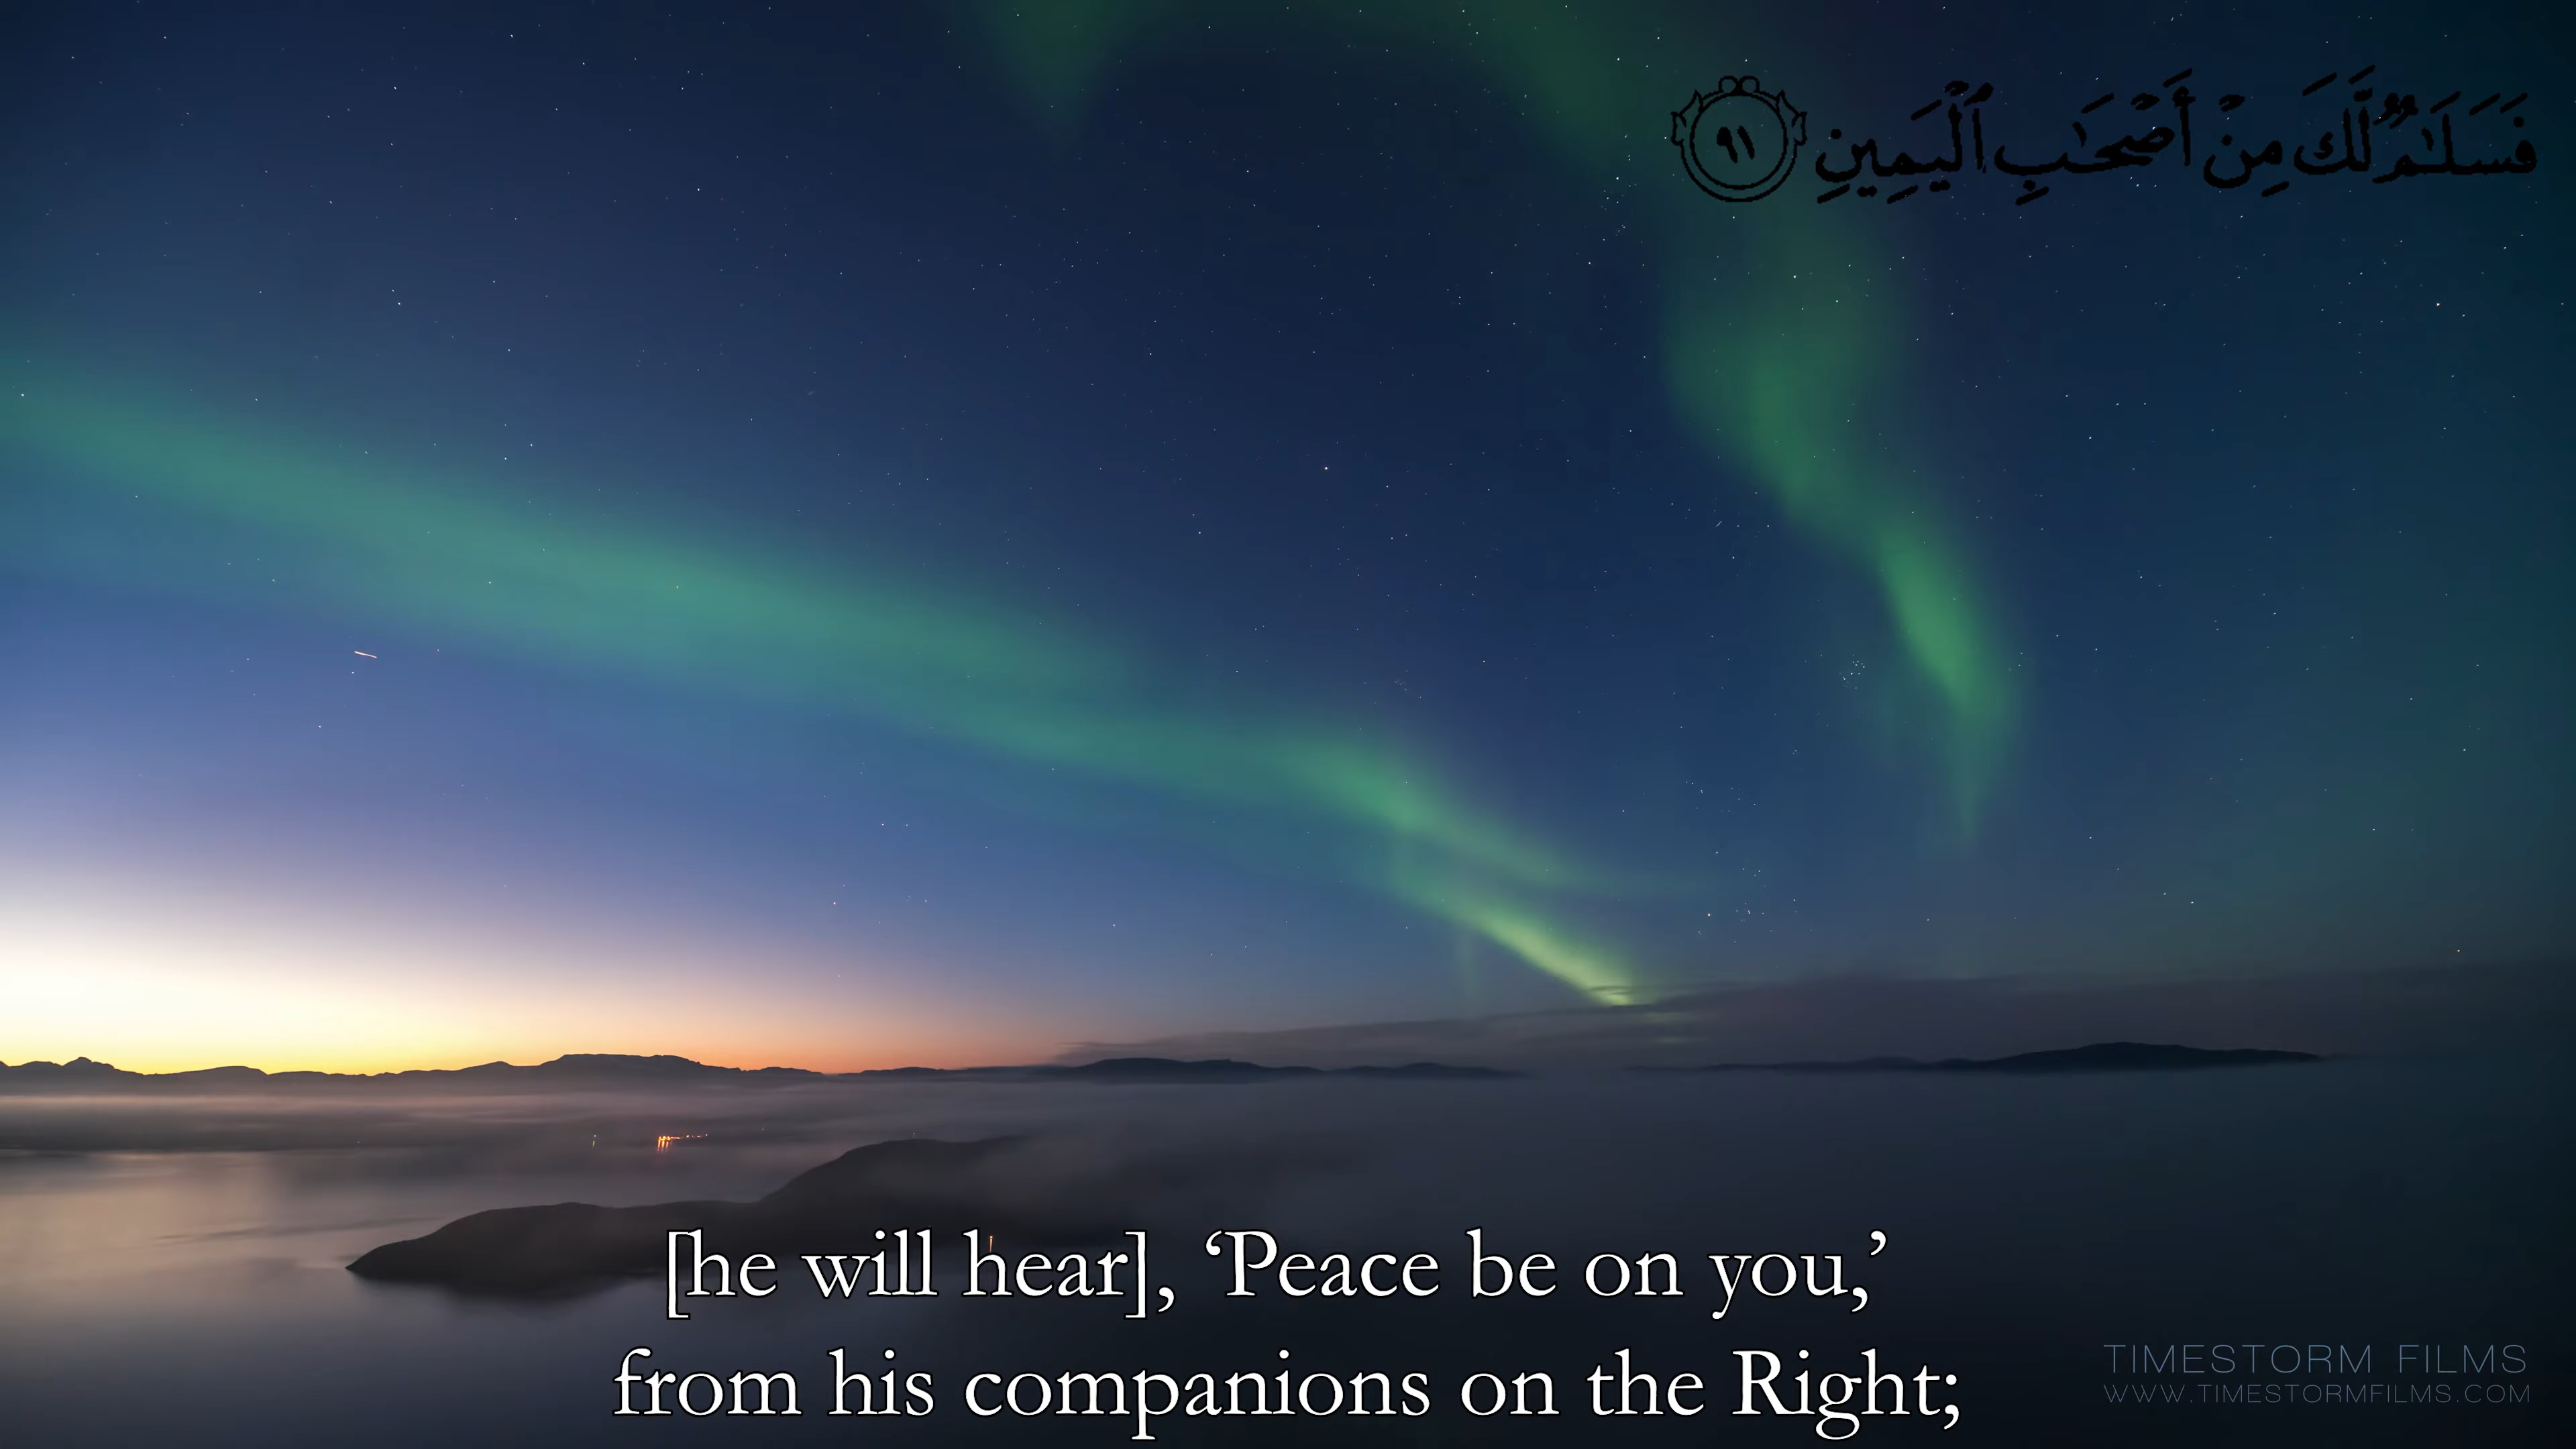 فَسَلَٰمٌ لَّكَ مِنْ أَصْحَٰبِ ٱلْيَمِينِ ٩١
[he will hear], ‘Peace be on you,’
from his companions on the Right;
TIMESTORM FILMS
WWW.TIMESTORMFILMS.COM